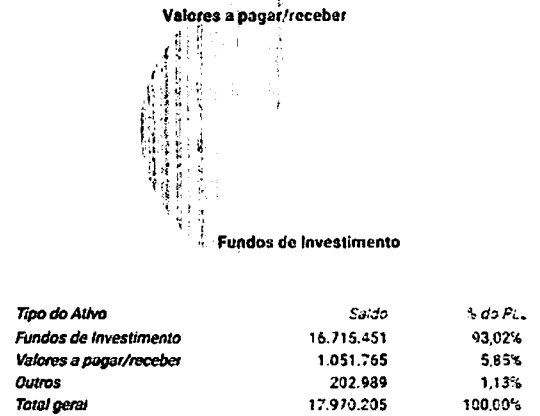 Valores a pagar/receber
Fundos de Investimento
Tipo do Ativo Saldo % do PL
Fundos de Investimento 16.715.451 93,02%
Valores a pagar/receber 1.051.765 5,85%
Outros 202.989 1,13%
Total geral 17.970.205 100,00%